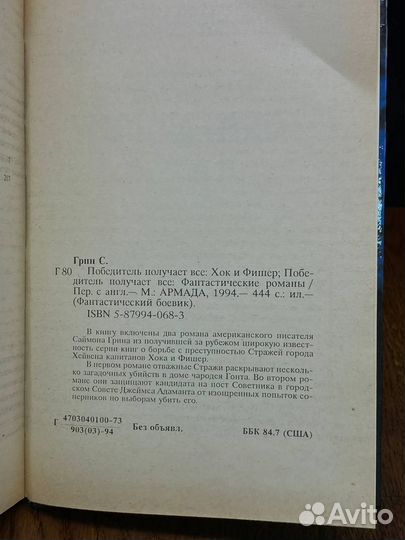 1
207
Грин С.
Г 80 Победитель получает все: Хок и Фишер; Побе-
дитель получает все: Фантастические романы /
Пер. с англ.— М.: АРМАДА, 1994.— 444 с.: ил.—
(Фантастический боевик).
ISBN 5-87994-068-3
В книгу включены два романа американского писателя
Саймона Грина из получившей за рубежом широкую извест-
ность серии книг о борьбе с преступностью Стражей города
Хейвена капитанов Хока и Фишер.
В первом романе отважные Стражи раскрывают несколь-
ко загадочных убийств в доме чародея Гонта. Во втором рома-
не они защищают кандидата на пост Советника в город-
ском Совете Джеймса Адаманта от изощренных попыток со-
перников по выборам убить его.
Г 4703040100-73
903(03)-94 Без объявл. ББК 84.7 (США)
Avito